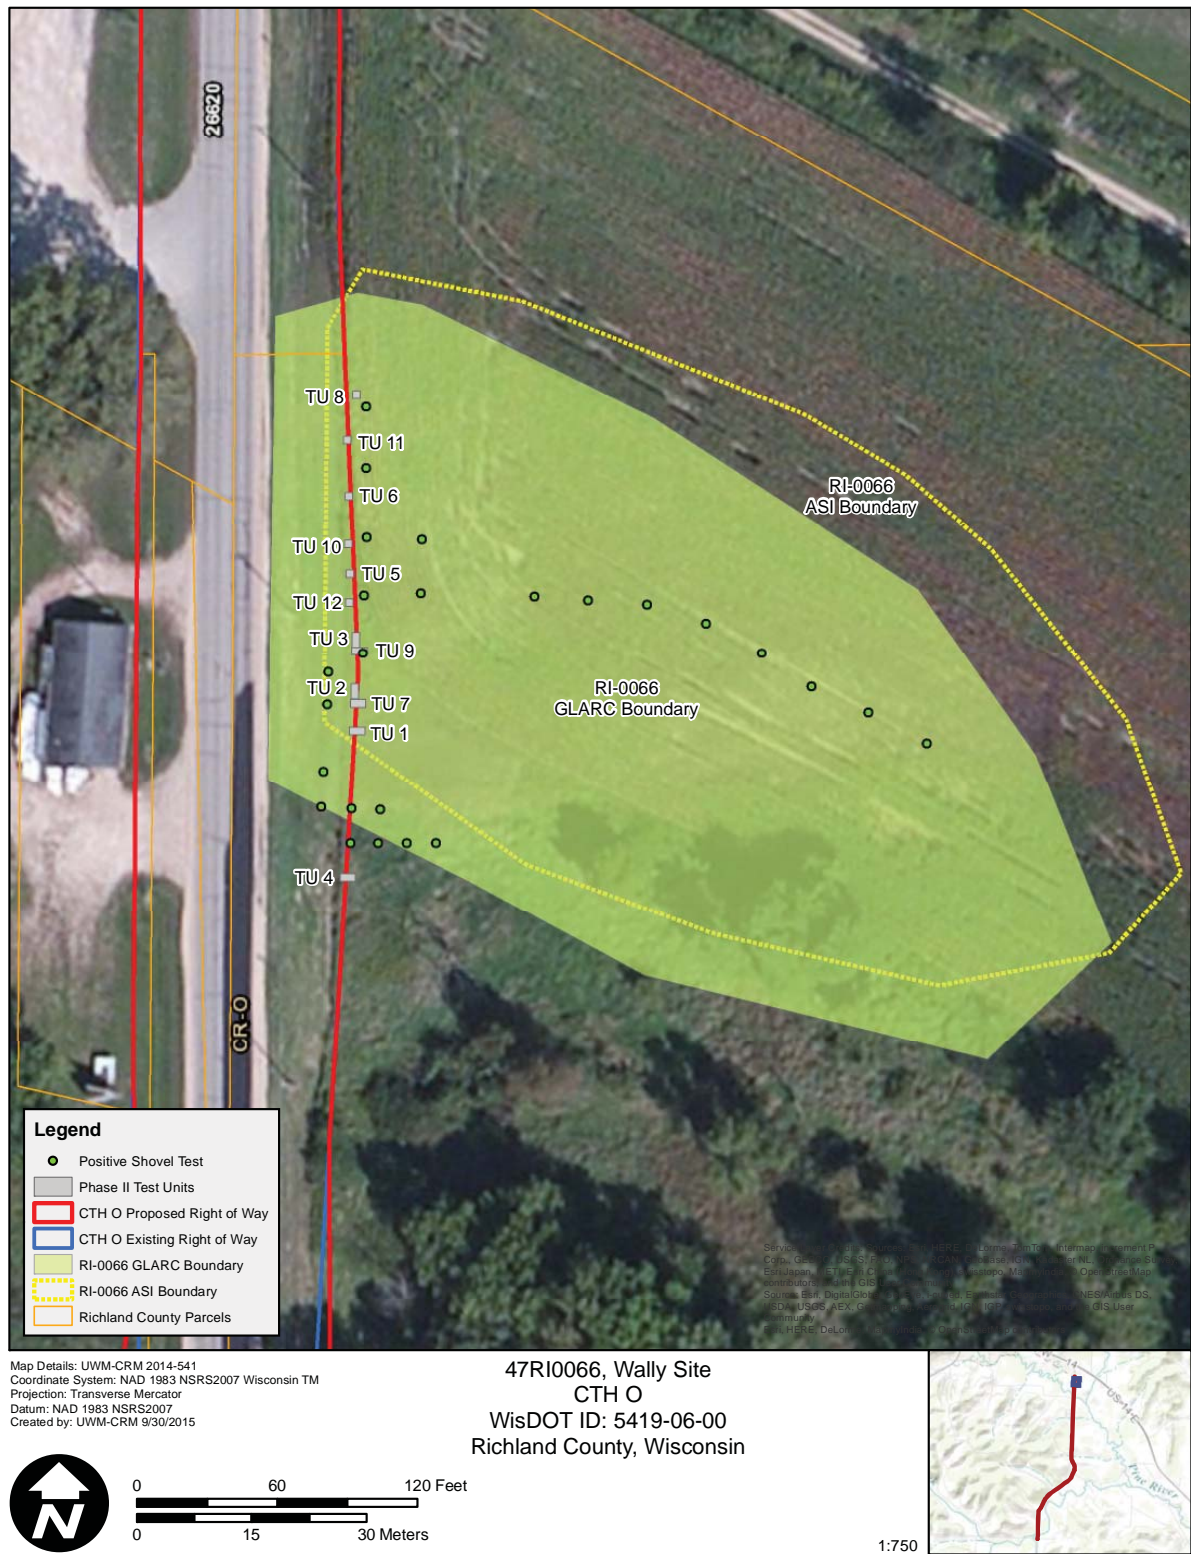 26620
TU 8
TU 11
RI-0066
ASI Boundary
TU 6
TU 10
TU 5
TU 12
TU 3
TU 9
TU 2
RI-0066
GLARC Boundary
TU 7
TU 1
TU 4
CR-O
Legend
Positive Shovel Test
Phase II Test Units
CTH O Proposed Right of Way
CTH O Existing Right of Way
RI-0066 GLARC Boundary
RI-0066 ASI Boundary
Richland County Parcels
Map Details: UWM-CRM 2014-541
Coordinate System: NAD 1983 NSRS2007 Wisconsin TM
Projection: Transverse Mercator
Datum: NAD 1983 NSRS2007
Created by: UWM-CRM 9/30/2015
47RI0066, Wally Site
CTH O
WisDOT ID: 5419-06-00
Richland County, Wisconsin
N
0 60 120 Feet
0 15 30 Meters
1:750
US-14-E
Pine River